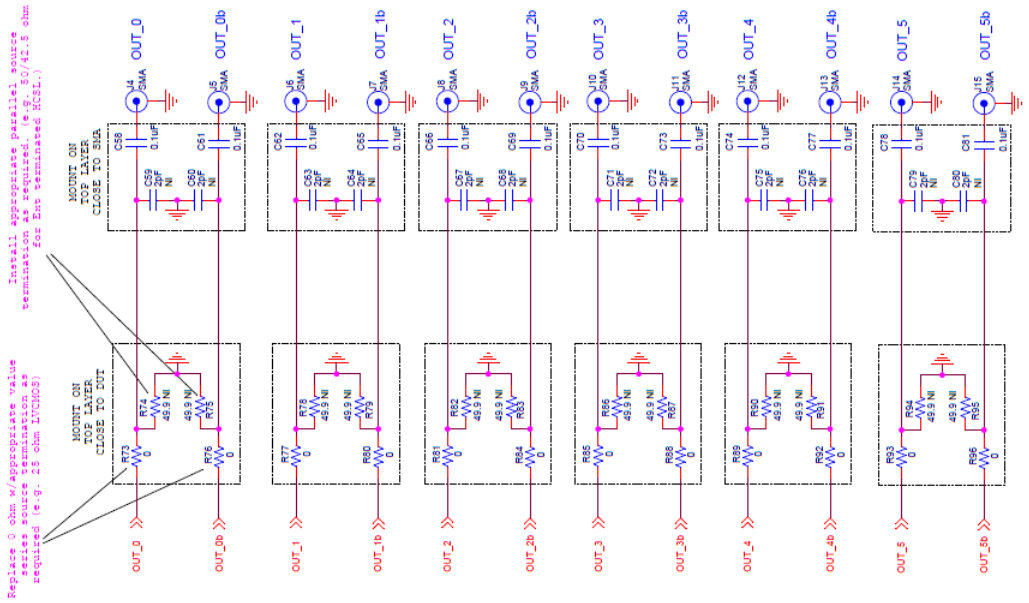 Replace 0 ohm w/appropriate value
series source termination as
required (e.g. 25 ohm LVCMOS)
Install appropriate parallel source
termination as required. (e.g. 50/42.5 ohm
for Ext terminated HCSL.)
MOUNT ON
TOP LAYER
CLOSE TO DUT
MOUNT ON
TOP LAYER
CLOSE TO SMA
OUT_0
R73
0
R74
49.9 NI
49.9 NI
R75
R76
0
OUT_0b
C58
0.1uF
C59
2pF
NI
C60
2pF
NI
C61
0.1uF
J4
SMA
OUT_0
J5
SMA
OUT_0b
OUT_1
R77
0
R78
49.9 NI
49.9 NI
R79
R80
0
OUT_1b
C62
0.1uF
C63
2pF
NI
C64
2pF
NI
C65
0.1uF
J6
SMA
OUT_1
J7
SMA
OUT_1b
OUT_2
R81
0
R82
49.9 NI
49.9 NI
R83
R84
0
OUT_2b
C66
0.1uF
C67
2pF
NI
C68
2pF
NI
C69
0.1uF
J8
SMA
OUT_2
J9
SMA
OUT_2b
OUT_3
R85
0
R86
49.9 NI
49.9 NI
R87
R88
0
OUT_3b
C70
0.1uF
C71
2pF
NI
C72
2pF
NI
C73
0.1uF
J10
SMA
OUT_3
J11
SMA
OUT_3b
OUT_4
R89
0
R90
49.9 NI
49.9 NI
R91
R92
0
OUT_4b
C74
0.1uF
C75
2pF
NI
C76
2pF
NI
C77
0.1uF
J12
SMA
OUT_4
J13
SMA
OUT_4b
OUT_5
R93
0
R94
49.9 NI
49.9 NI
R95
R96
0
OUT_5b
C78
0.1uF
C79
2pF
NI
C80
2pF
NI
C81
0.1uF
J14
SMA
OUT_5
J15
SMA
OUT_5b